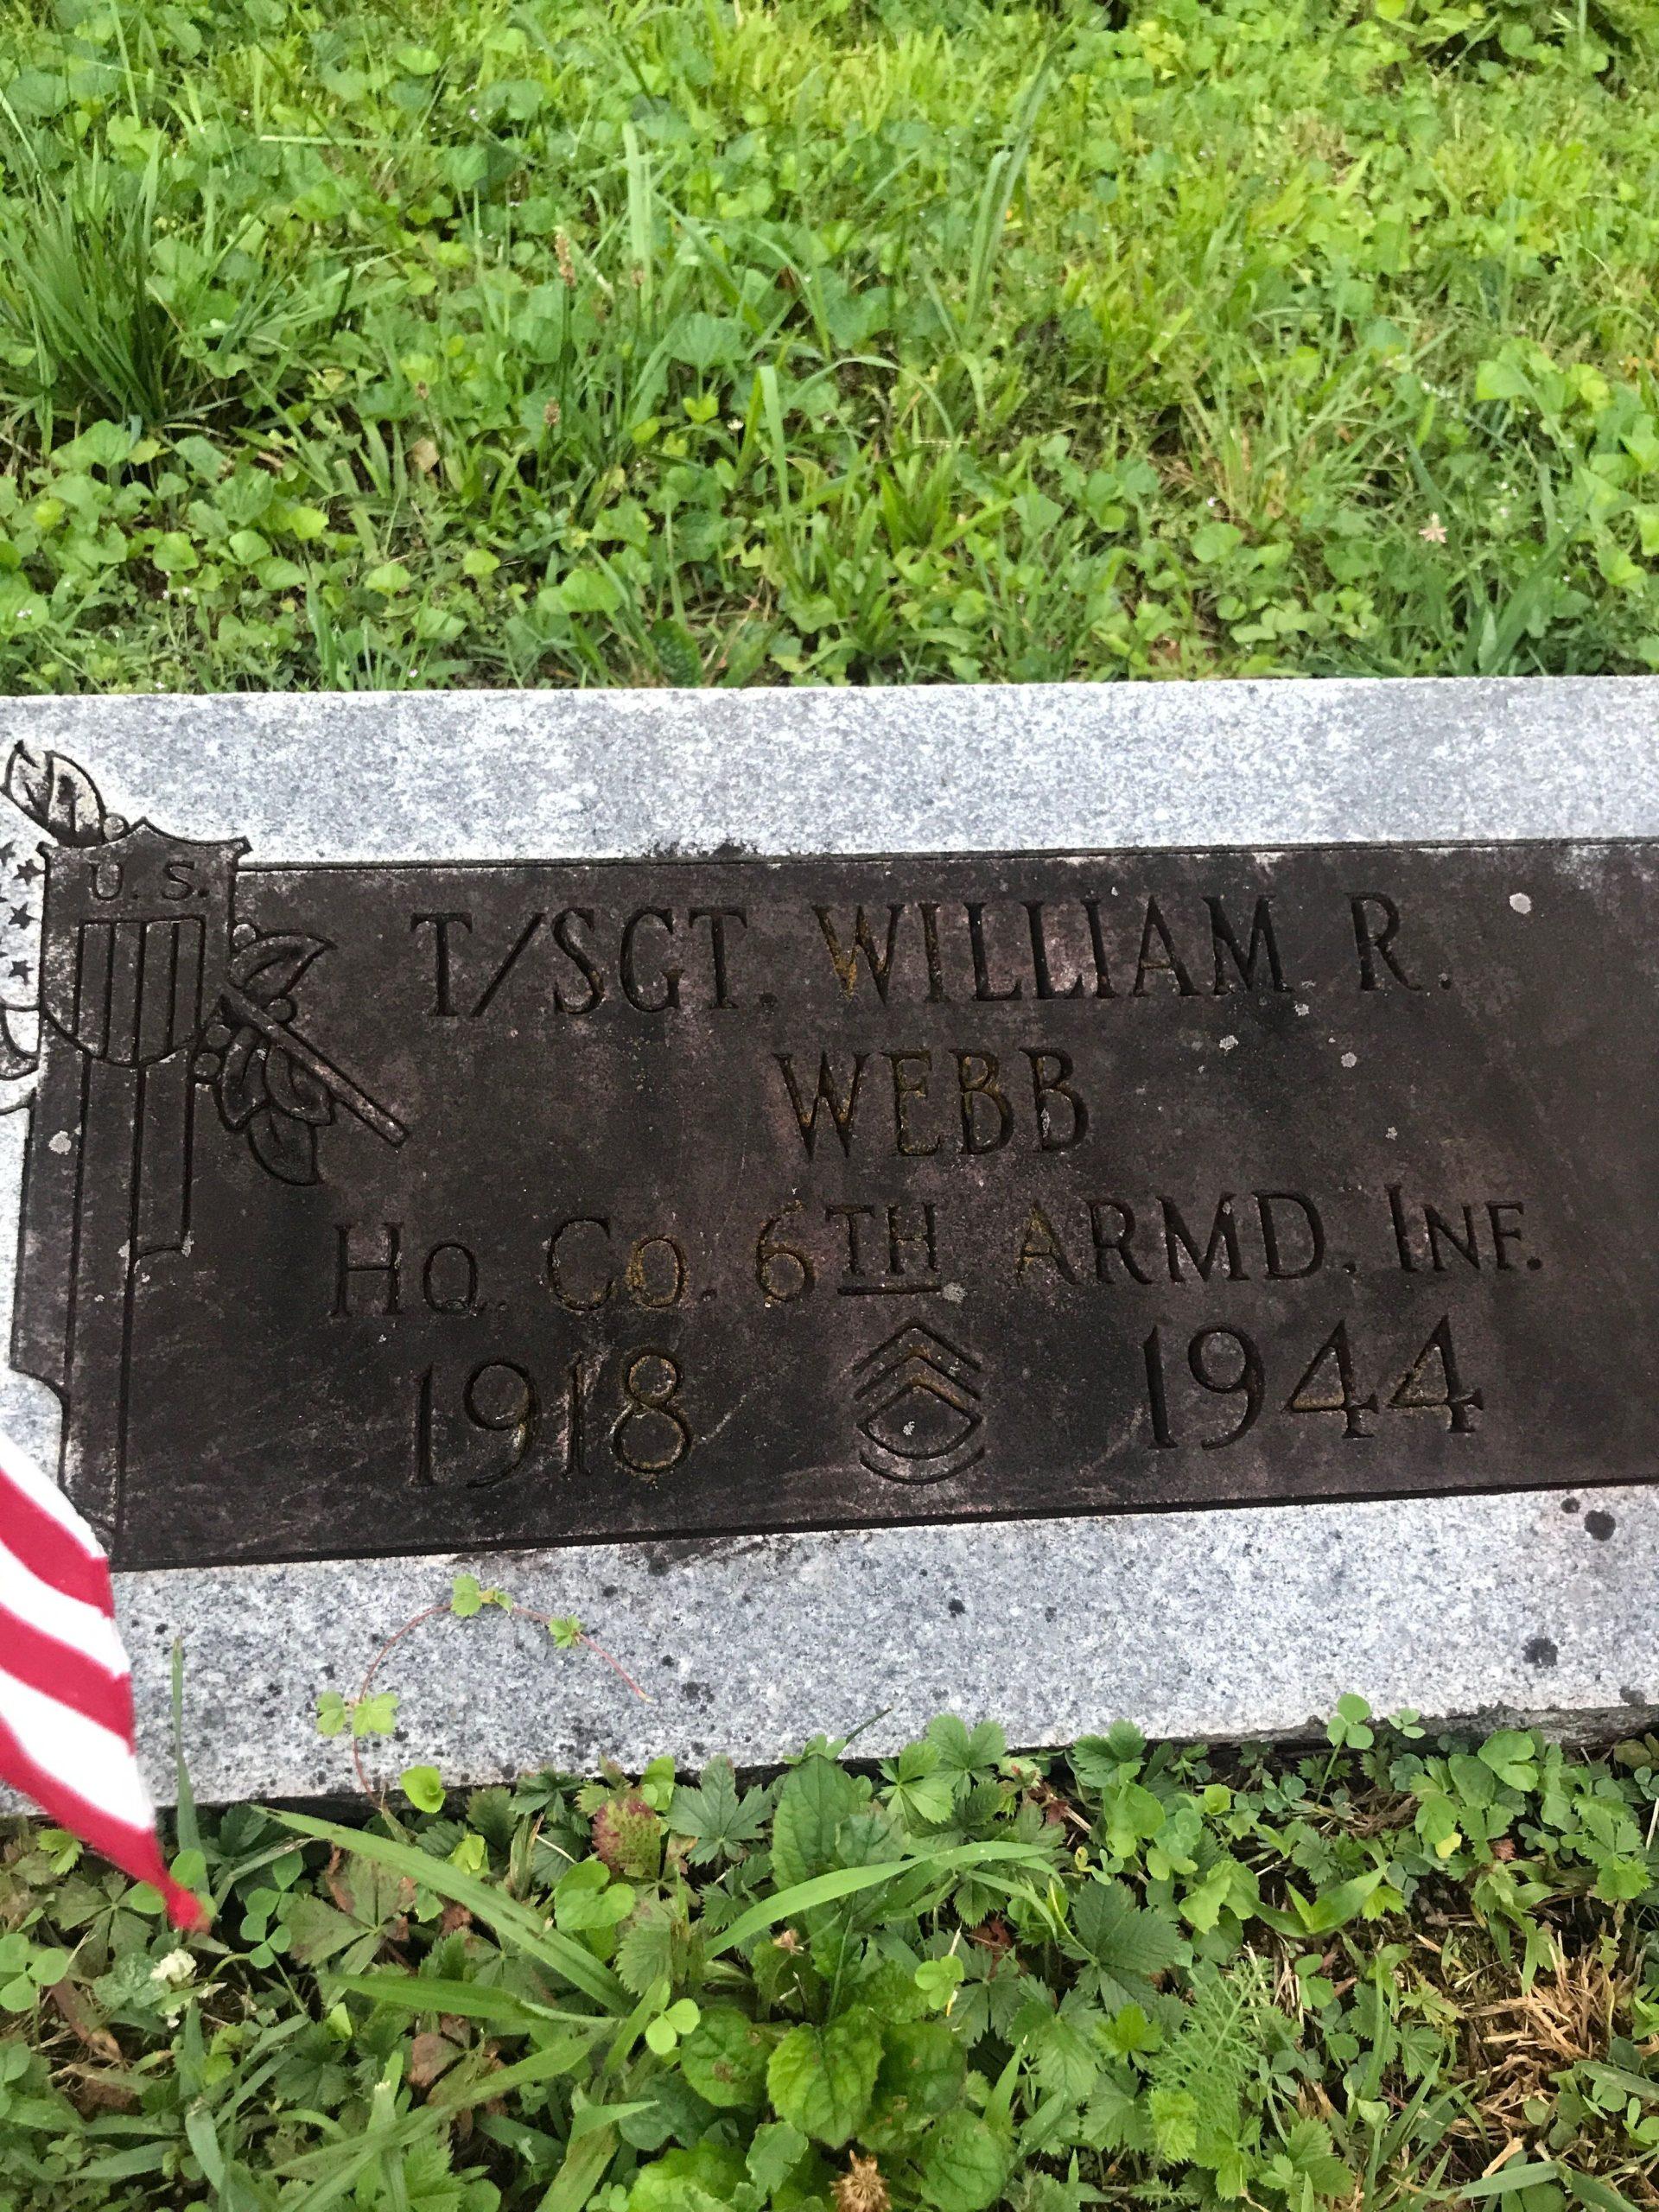 U. S.
T/SGT. WILLIAM R.
WEBB
HQ. CO. 6TH ARMD. INF.
1918 1944